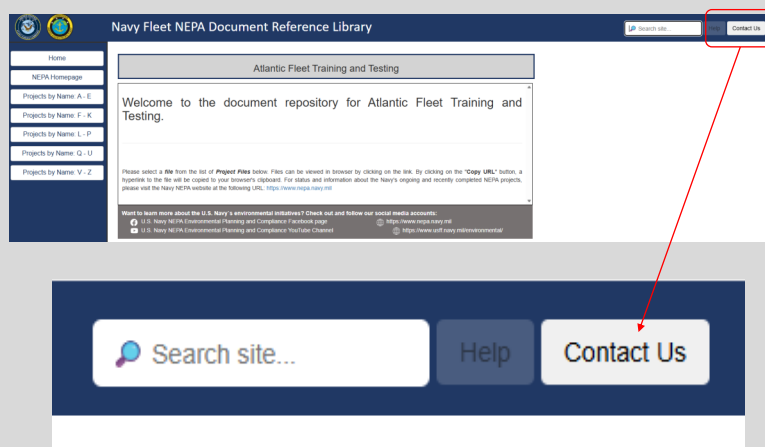 Navy Fleet NEPA Document Reference Library
Search site...
Help
Contact Us
Home
NEPA Homepage
Projects by Name: A - E
Projects by Name: F - K
Projects by Name: L - P
Projects by Name: Q - U
Projects by Name: V - Z
Atlantic Fleet Training and Testing
Welcome to the document repository for Atlantic Fleet Training and
Testing.
Please select a file from the list of Project Files below. Files can be viewed in browser by clicking on the link. By clicking on the "Copy URL" button, a
hyperlink to the file will be copied to your browser's clipboard. For status and information about the Navy's ongoing and recently completed NEPA projects,
please visit the Navy NEPA website at the following URL: https://www.nepa.navy.mil
Want to learn more about the U.S. Navy's environmental initiatives? Check out and follow our social media accounts:
U.S. Navy NEPA Environmental Planning and Compliance Facebook page
https://www.nepa.navy.mil
U.S. Navy NEPA Environmental Planning and Compliance YouTube Channel
https://www.usff.navy.mil/environmental/
Search site...
Help
Contact Us